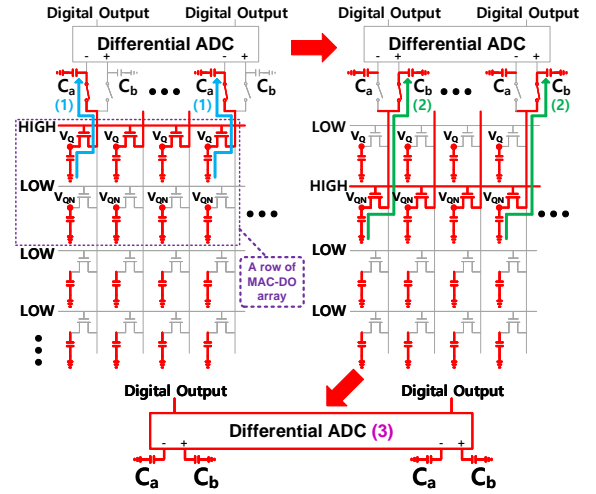 Digital Output Digital Output
Differential ADC
- + - +
Ca Cb Ca Cb
(1) (1)
HIGH
VQ VQ VQ VQ
LOW
VQN VQN VQN VQN
LOW
A row of
MAC-DO
array
LOW
Digital Output Digital Output
Differential ADC
- + - +
Ca Cb Ca Cb
(2) (2)
LOW
VQ VQ VQ VQ
HIGH
VQN VQN VQN VQN
LOW
LOW
Digital Output Digital Output
Differential ADC (3)
- + - +
Ca Cb Ca Cb